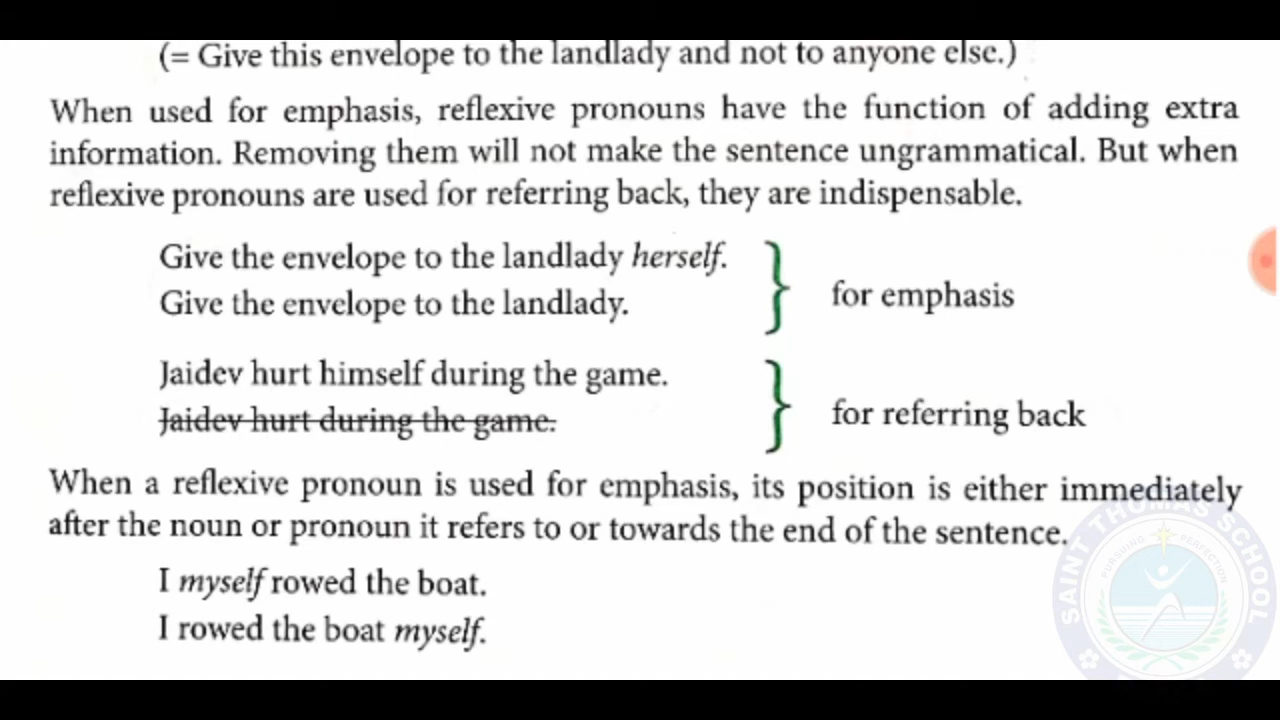 (= Give this envelope to the landlady and not to anyone else.)
When used for emphasis, reflexive pronouns have the function of adding extra
information. Removing them will not make the sentence ungrammatical. But when
reflexive pronouns are used for referring back, they are indispensable.
Give the envelope to the landlady herself.
Give the envelope to the landlady.
for emphasis
Jaidev hurt himself during the game.
Jaidev hurt during the game.
for referring back
When a reflexive pronoun is used for emphasis, its position is either immediately
after the noun or pronoun it refers to or towards the end of the sentence.
I myself rowed the boat.
I rowed the boat myself.
SAINT THOMAS SCHOOL
PURSUING PERFECTION